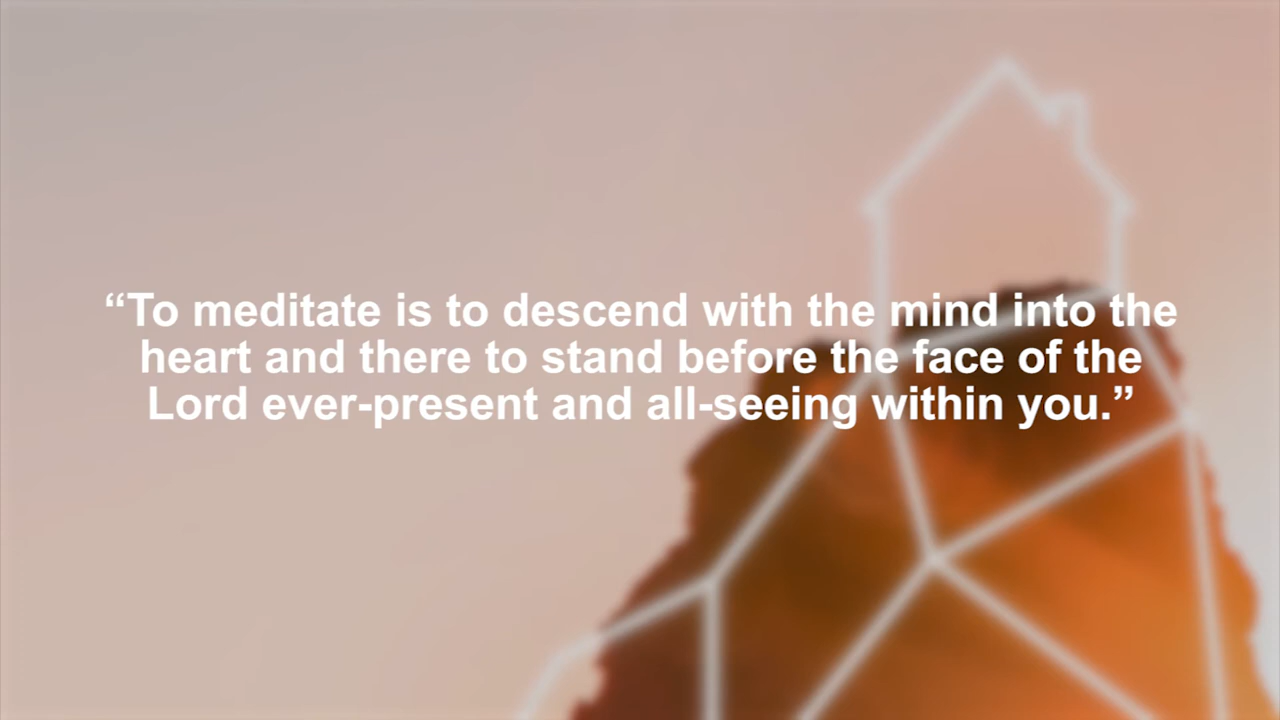 “To meditate is to descend with the mind into the
heart and there to stand before the face of the
Lord ever-present and all-seeing within you.”